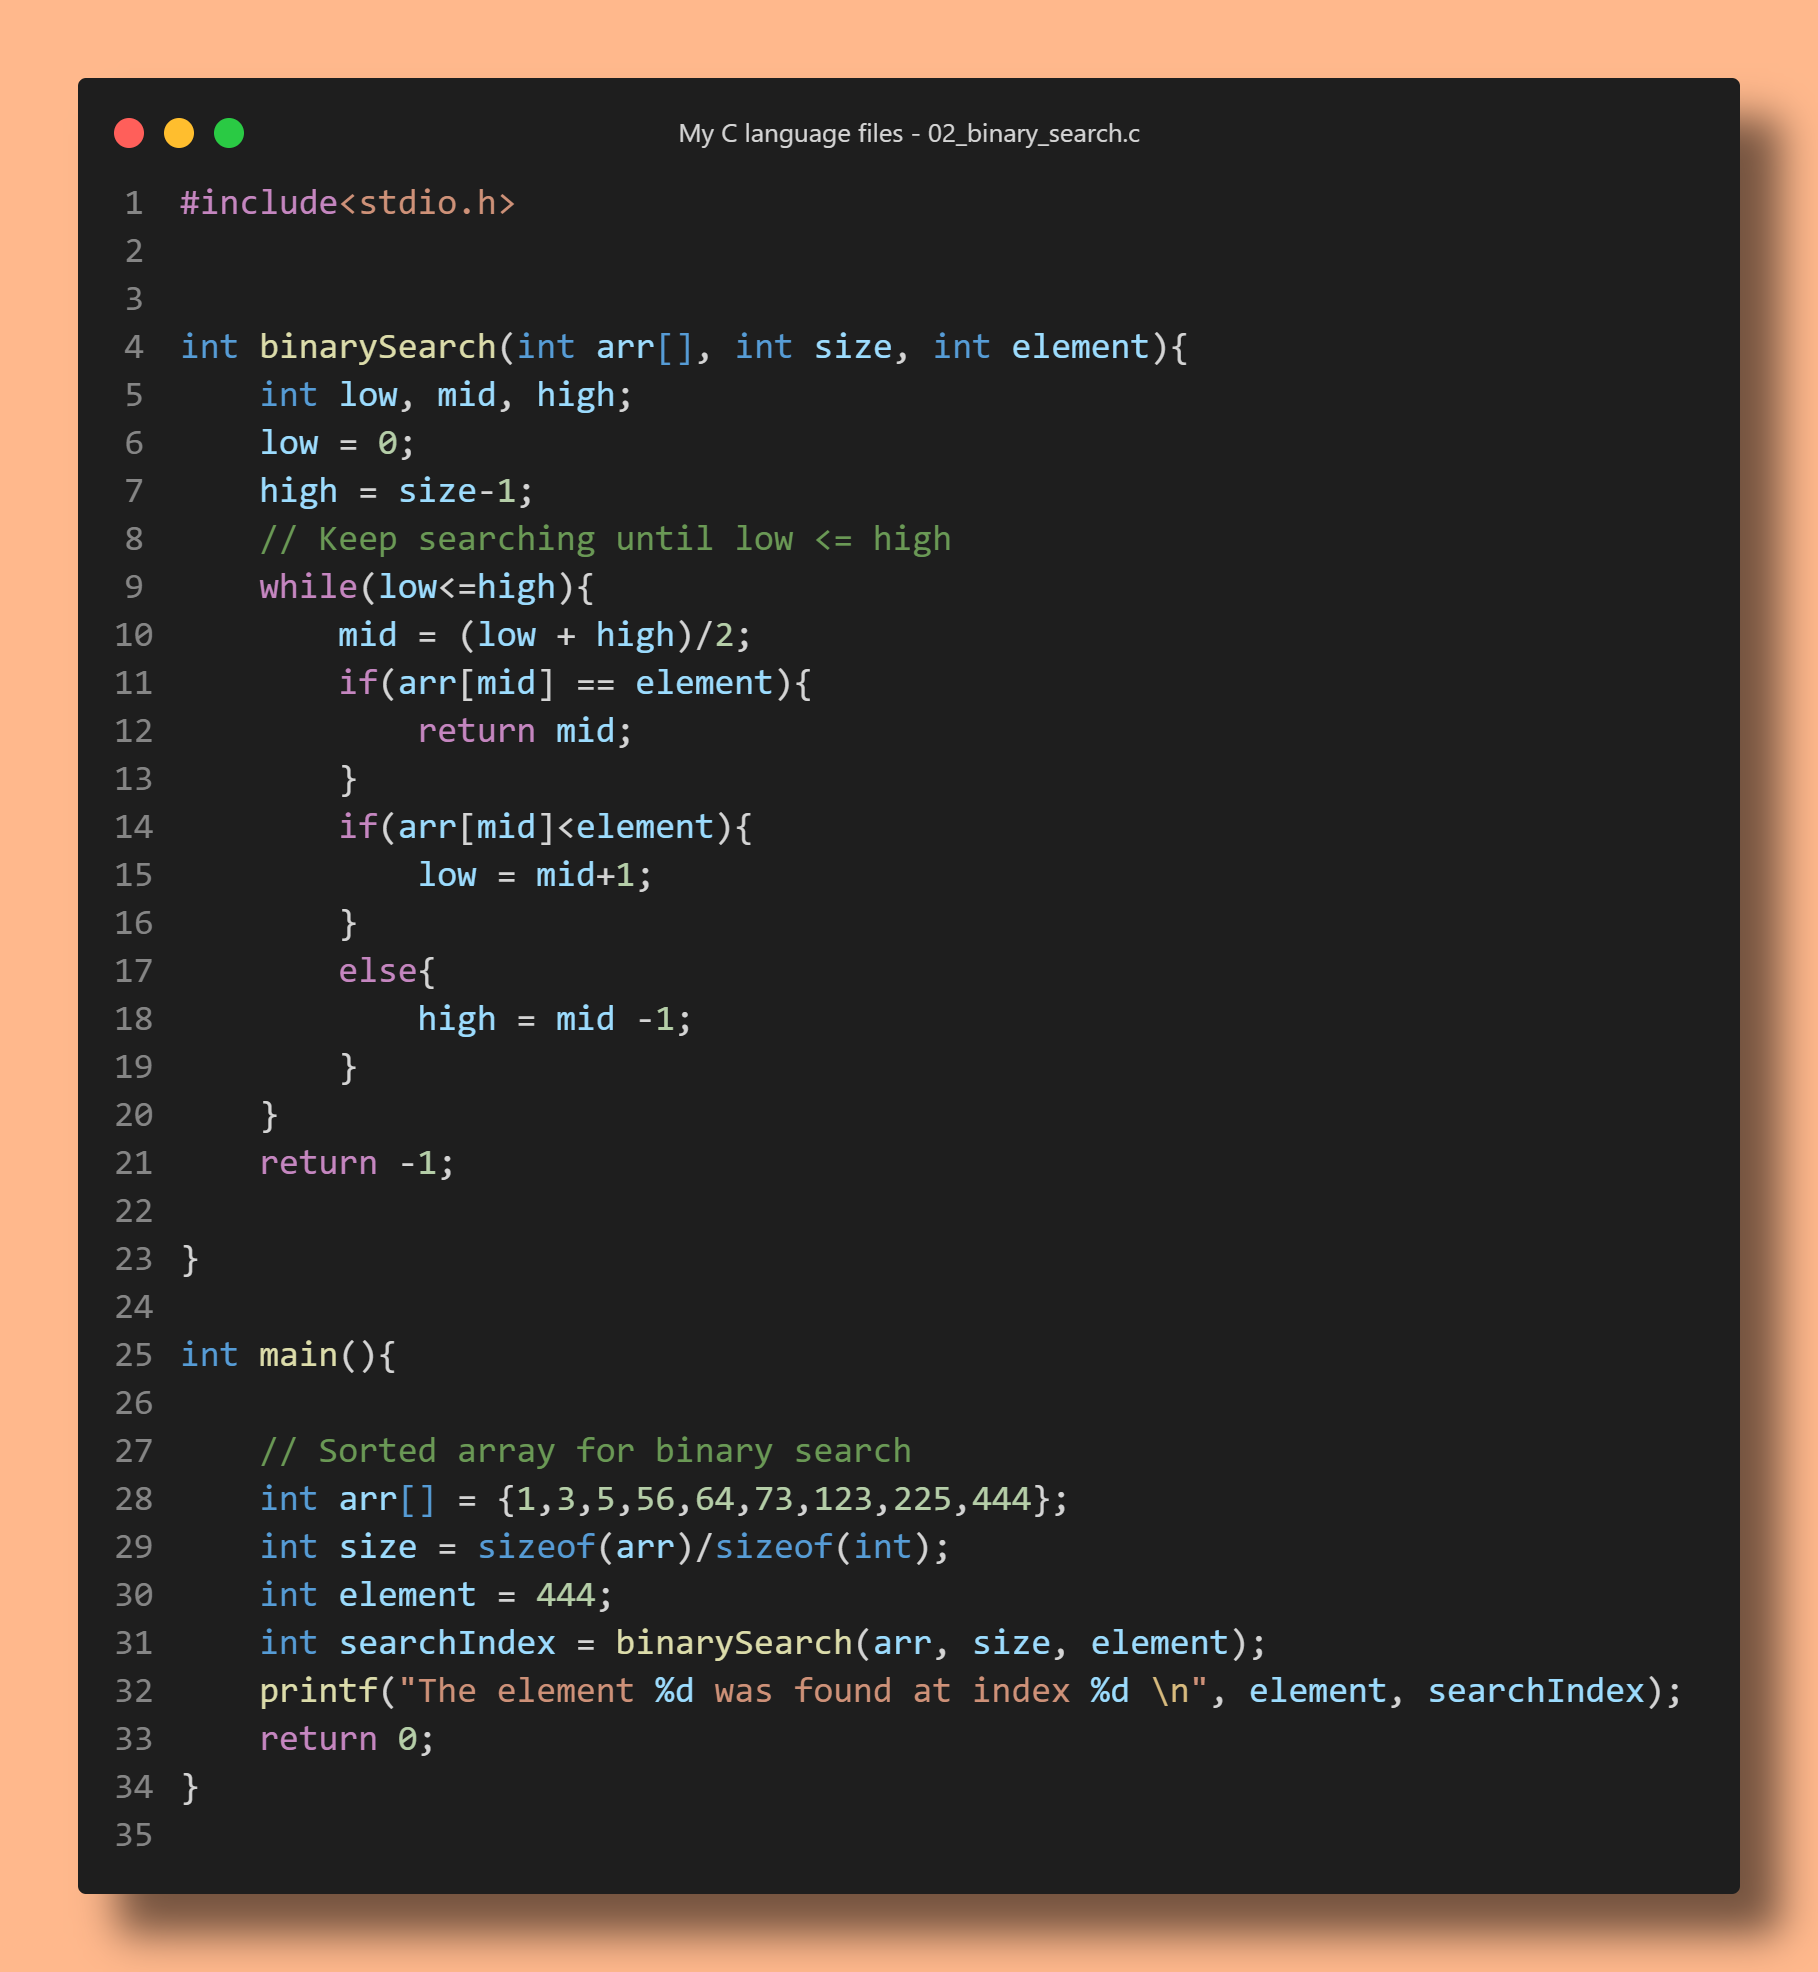 My C language files - 02_binary_search.c
1 #include<stdio.h>
2
3
4 int binarySearch(int arr[], int size, int element){
5     int low, mid, high;
6     low = 0;
7     high = size-1;
8     // Keep searching until low <= high
9     while(low<=high){
10         mid = (low + high)/2;
11         if(arr[mid] == element){
12             return mid;
13         }
14         if(arr[mid]<element){
15             low = mid+1;
16         }
17         else{
18             high = mid -1;
19         }
20     }
21     return -1;
22
23 }
24
25 int main(){
26
27     // Sorted array for binary search
28     int arr[] = {1,3,5,56,64,73,123,225,444};
29     int size = sizeof(arr)/sizeof(int);
30     int element = 444;
31     int searchIndex = binarySearch(arr, size, element);
32     printf("The element %d was found at index %d \n", element, searchIndex);
33     return 0;
34 }
35